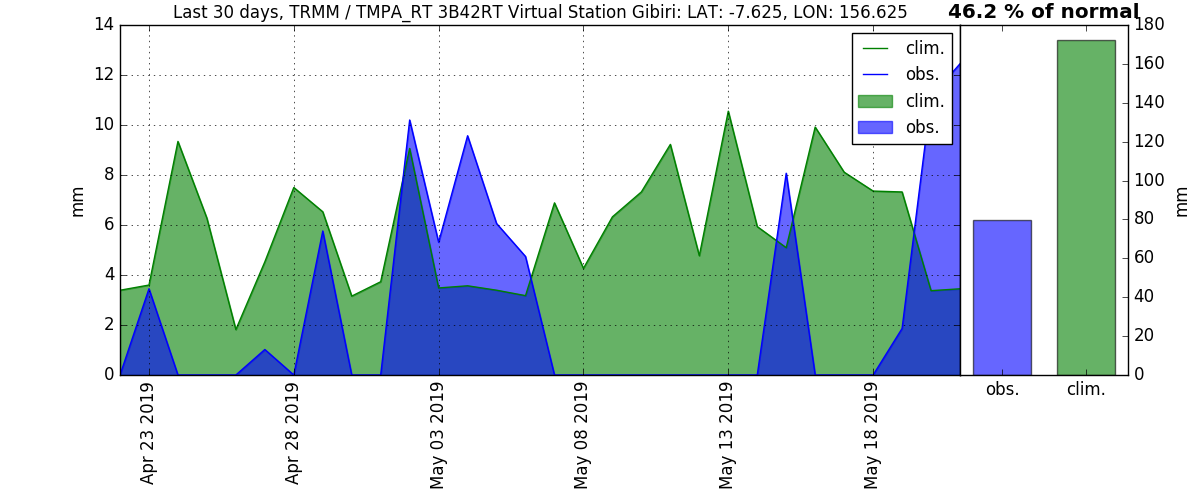 Last 30 days, TRMM / TMPA_RT 3B42RT Virtual Station Gibiri: LAT: -7.625, LON: 156.625
46.2 % of normal
14
12
10
8
6
4
2
0
mm
clim.
obs.
clim.
obs.
Apr 23 2019
Apr 28 2019
May 03 2019
May 08 2019
May 13 2019
May 18 2019
180
160
140
120
100
80
60
40
20
0
mm
obs.
clim.